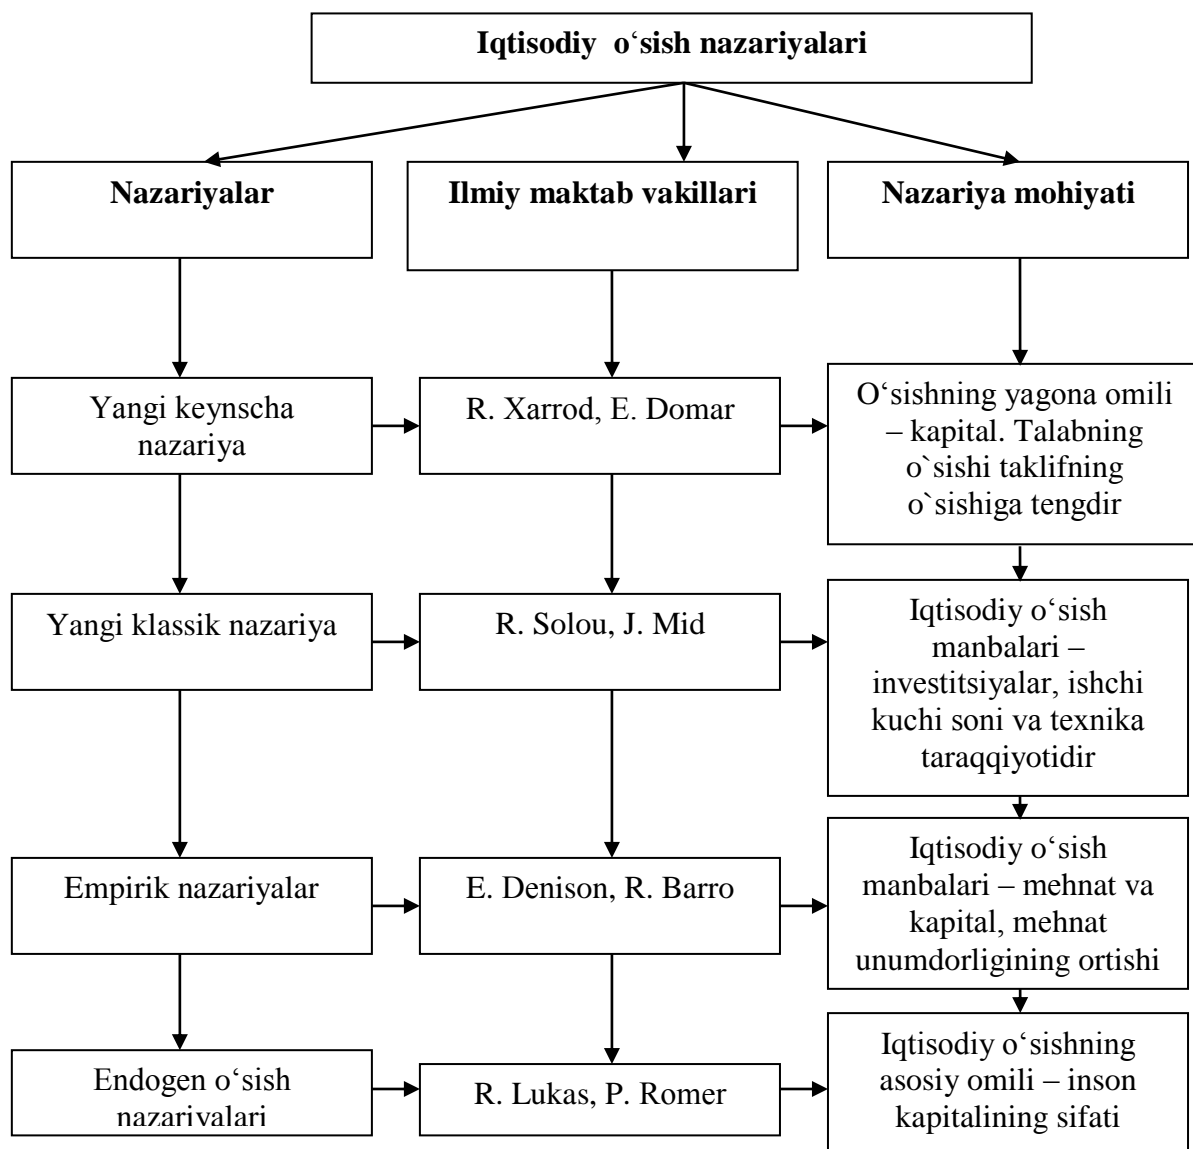 Iqtisodiy o‘sish nazariyalari
Nazariyalar
Ilmiy maktab vakillari
Nazariya mohiyati
Yangi keynscha
nazariya
R. Xarrod, E. Domar
O‘sishning yagona omili
– kapital. Talabning
o`sishi taklifning
o`sishiga tengdir
Yangi klassik nazariya
R. Solou, J. Mid
Iqtisodiy o‘sish
manbalari –
investitsiyalar, ishchi
kuchi soni va texnika
taraqqiyotidir
Empirik nazariyalar
E. Denison, R. Barro
Iqtisodiy o‘sish
manbalari – mehnat va
kapital, mehnat
unumdorligining ortishi
Endogen o‘sish
nazariyalari
R. Lukas, P. Romer
Iqtisodiy o‘sishning
asosiy omili – inson
kapitalining sifati